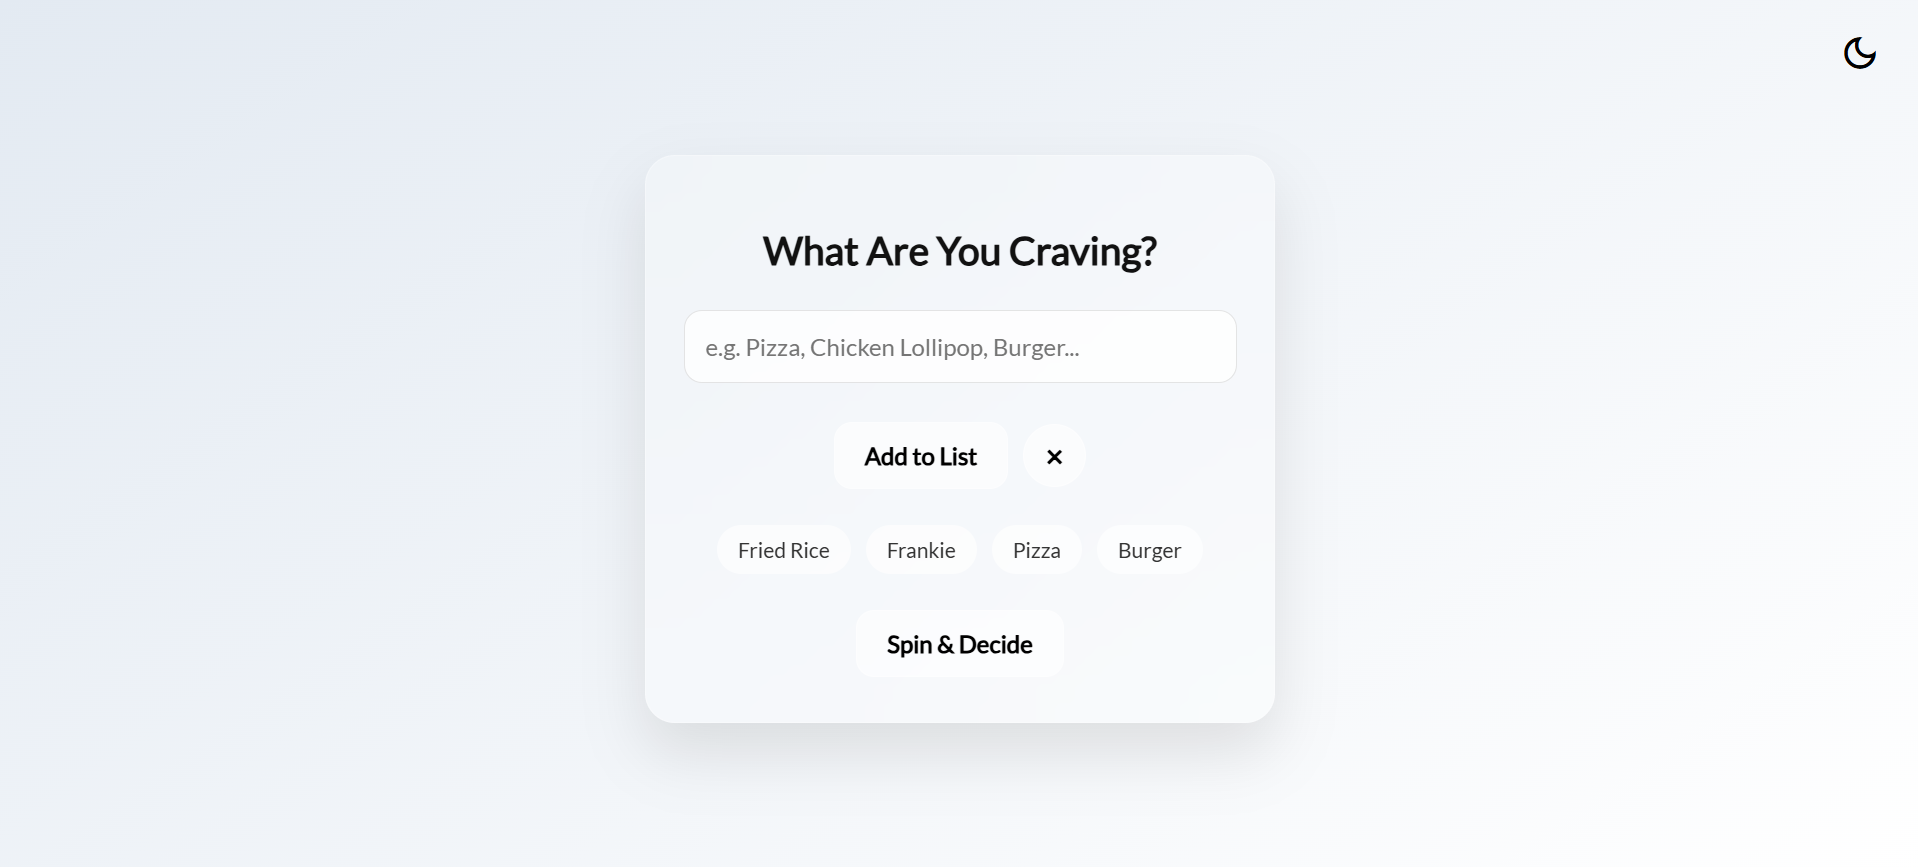 What Are You Craving?
e.g. Pizza, Chicken Lollipop, Burger...
Add to List ✕
Fried Rice Frankie Pizza Burger
Spin & Decide